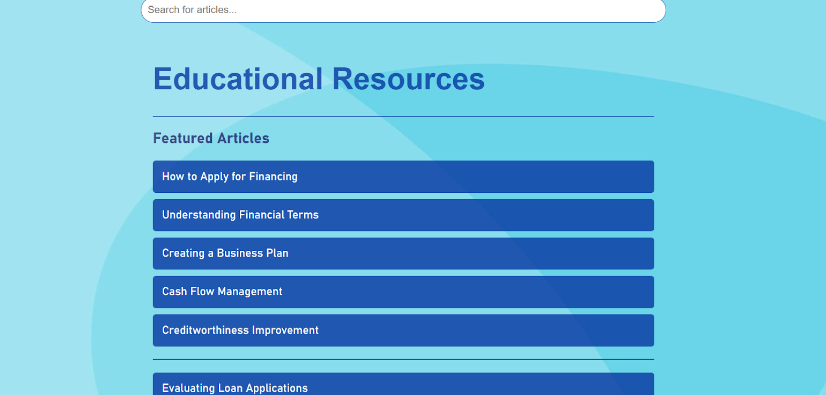 Search for articles...
Educational Resources
Featured Articles
How to Apply for Financing
Understanding Financial Terms
Creating a Business Plan
Cash Flow Management
Creditworthiness Improvement
Evaluating Loan Applications